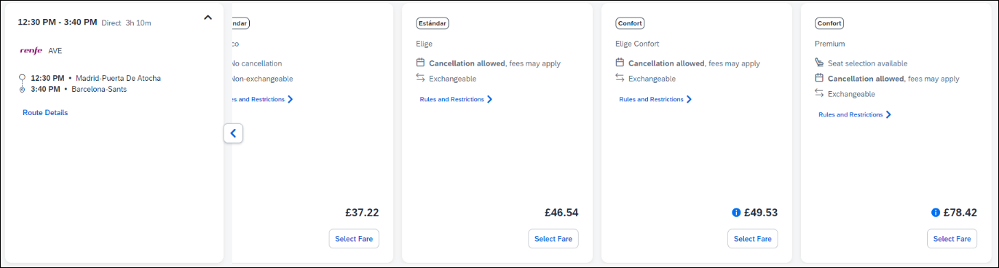 12:30 PM - 3:40 PM Direct 3h 10m
renfe AVE
12:30 PM • Madrid-Puerta De Atocha
3:40 PM • Barcelona-Sants
Route Details
ndar
co
No cancellation
Non-exchangeable
es and Restrictions
£37.22
Select Fare
Estándar
Elige
Cancellation allowed, fees may apply
Exchangeable
Rules and Restrictions
£46.54
Select Fare
Confort
Elige Confort
Cancellation allowed, fees may apply
Exchangeable
Rules and Restrictions
£49.53
Select Fare
Confort
Premium
Seat selection available
Cancellation allowed, fees may apply
Exchangeable
Rules and Restrictions
£78.42
Select Fare